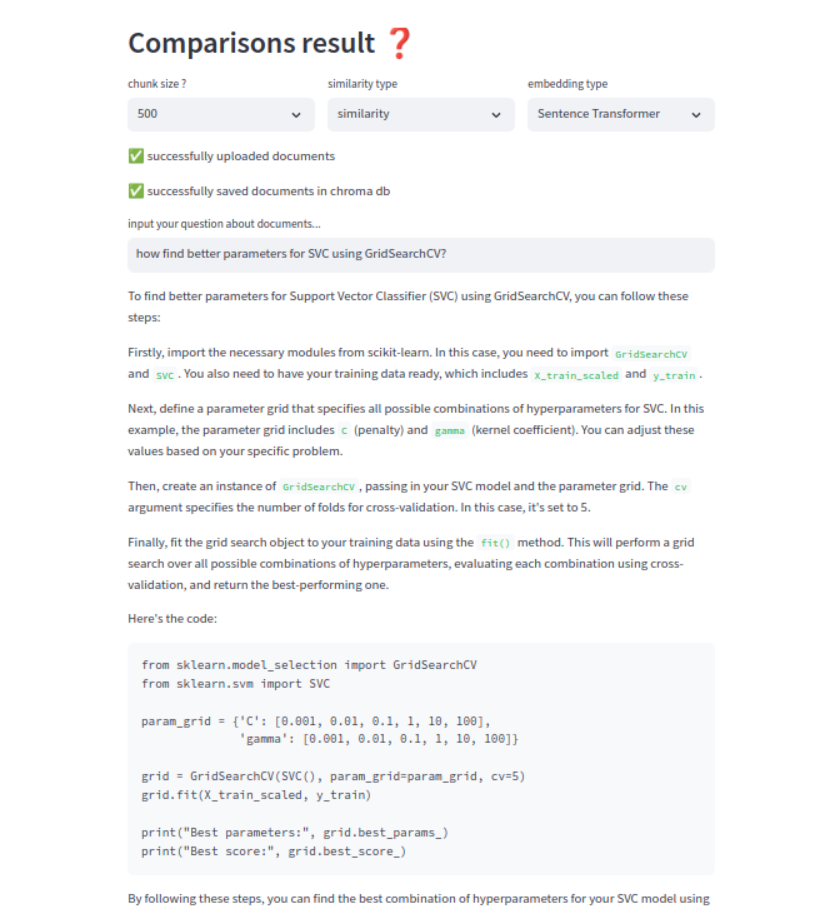 Comparisons result ❓
chunk size ? similarity type embedding type
500 similarity Sentence Transformer
✅ successfully uploaded documents
✅ successfully saved documents in chroma db
input your question about documents...
how find better parameters for SVC using GridSearchCV?
To find better parameters for Support Vector Classifier (SVC) using GridSearchCV, you can follow these
steps:
Firstly, import the necessary modules from scikit-learn. In this case, you need to import GridSearchCV
and SVC . You also need to have your training data ready, which includes X_train_scaled and y_train .
Next, define a parameter grid that specifies all possible combinations of hyperparameters for SVC. In this
example, the parameter grid includes C (penalty) and gamma (kernel coefficient). You can adjust these
values based on your specific problem.
Then, create an instance of GridSearchCV , passing in your SVC model and the parameter grid. The cv
argument specifies the number of folds for cross-validation. In this case, it's set to 5.
Finally, fit the grid search object to your training data using the fit() method. This will perform a grid
search over all possible combinations of hyperparameters, evaluating each combination using cross-
validation, and return the best-performing one.
Here's the code:
from sklearn.model_selection import GridSearchCV
from sklearn.svm import SVC
param_grid = {'C': [0.001, 0.01, 0.1, 1, 10, 100],
'gamma': [0.001, 0.01, 0.1, 1, 10, 100]}
grid = GridSearchCV(SVC(), param_grid=param_grid, cv=5)
grid.fit(X_train_scaled, y_train)
print("Best parameters:", grid.best_params_)
print("Best score:", grid.best_score_)
By following these steps, you can find the best combination of hyperparameters for your SVC model using